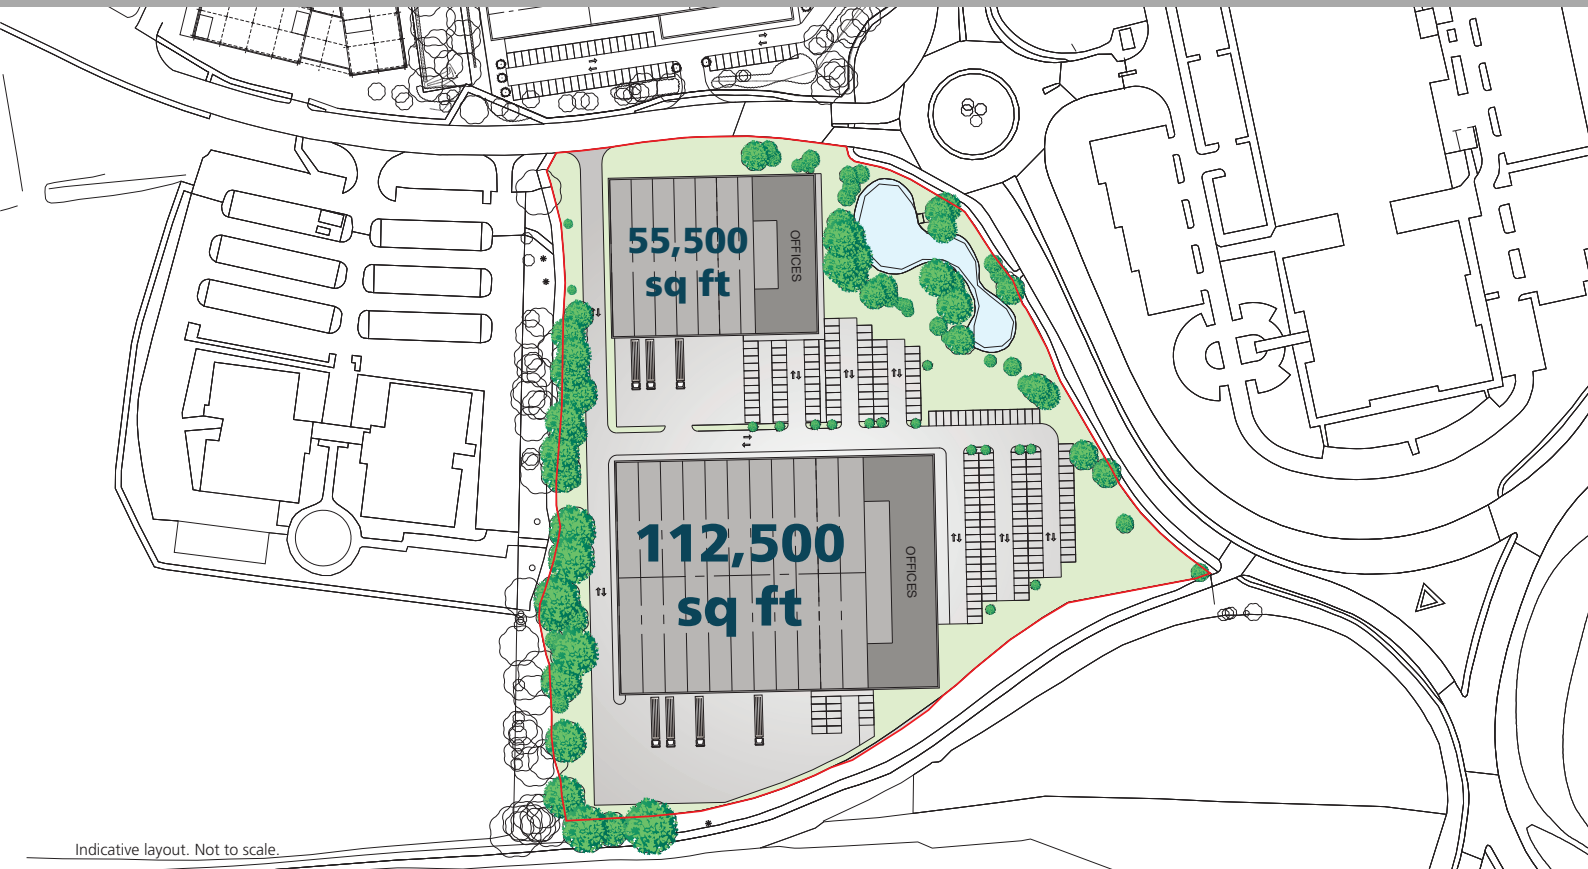 55,500
sq ft
OFFICES
112,500
sq ft
OFFICES
Indicative layout. Not to scale.